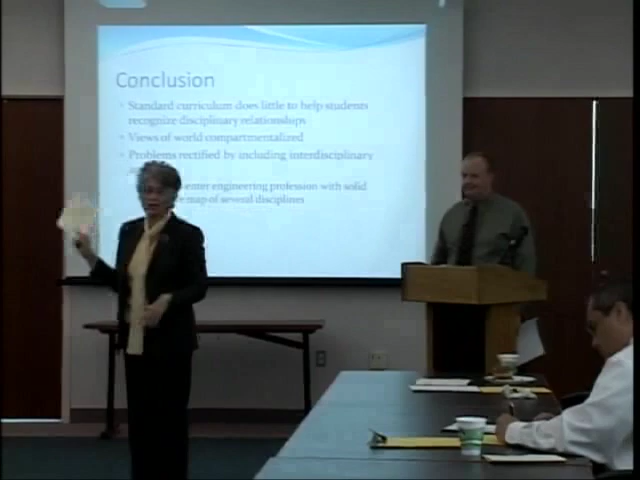 Conclusion
Standard curriculum does little to help students
recognize disciplinary relationships
Views of world compartmentalized
Problems rectified by including interdisciplinary
enter engineering profession with solid
map of several disciplines